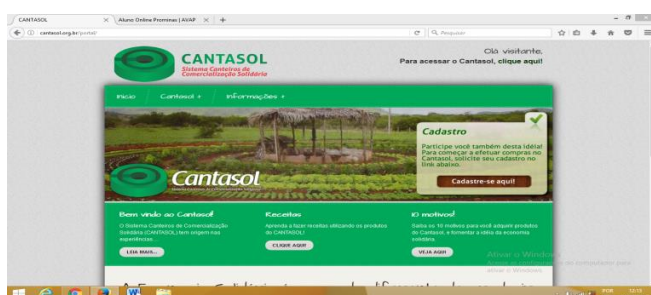 CANTASOL
Aluno Online Prominas | AVAP
cantasol.org.br/portal/
Pesquisar
CANTASOL
Sistema Canteiros de
Comercialização Solidária
Olá visitante,
Para acessar o Cantasol, clique aqui!
Início
Cantasol +
Informações +
Cadastro
Participe você também desta idéia!
Para começar a efetuar compras no
Cantasol, solicite seu cadastro no
link abaixo.
Cadastre-se aqui!
Cantasol
Bem vindo ao Cantasol!
O Sistema Canteiros de Comercialização
Solidária (CANTASOL) tem origem nas
experiências...
LEIA MAIS...
Receitas
Aprenda a fazer receitas utilizando os produtos
do CANTASOL!
CLIQUE AQUI!
10 motivos!
Saiba os 10 motivos para você adquirir produtos
do Cantasol, e fomentar a idéia da economia
solidária.
VEJA AQUI!
Ativar o Windows
ativar o Windows.
POR
12:13